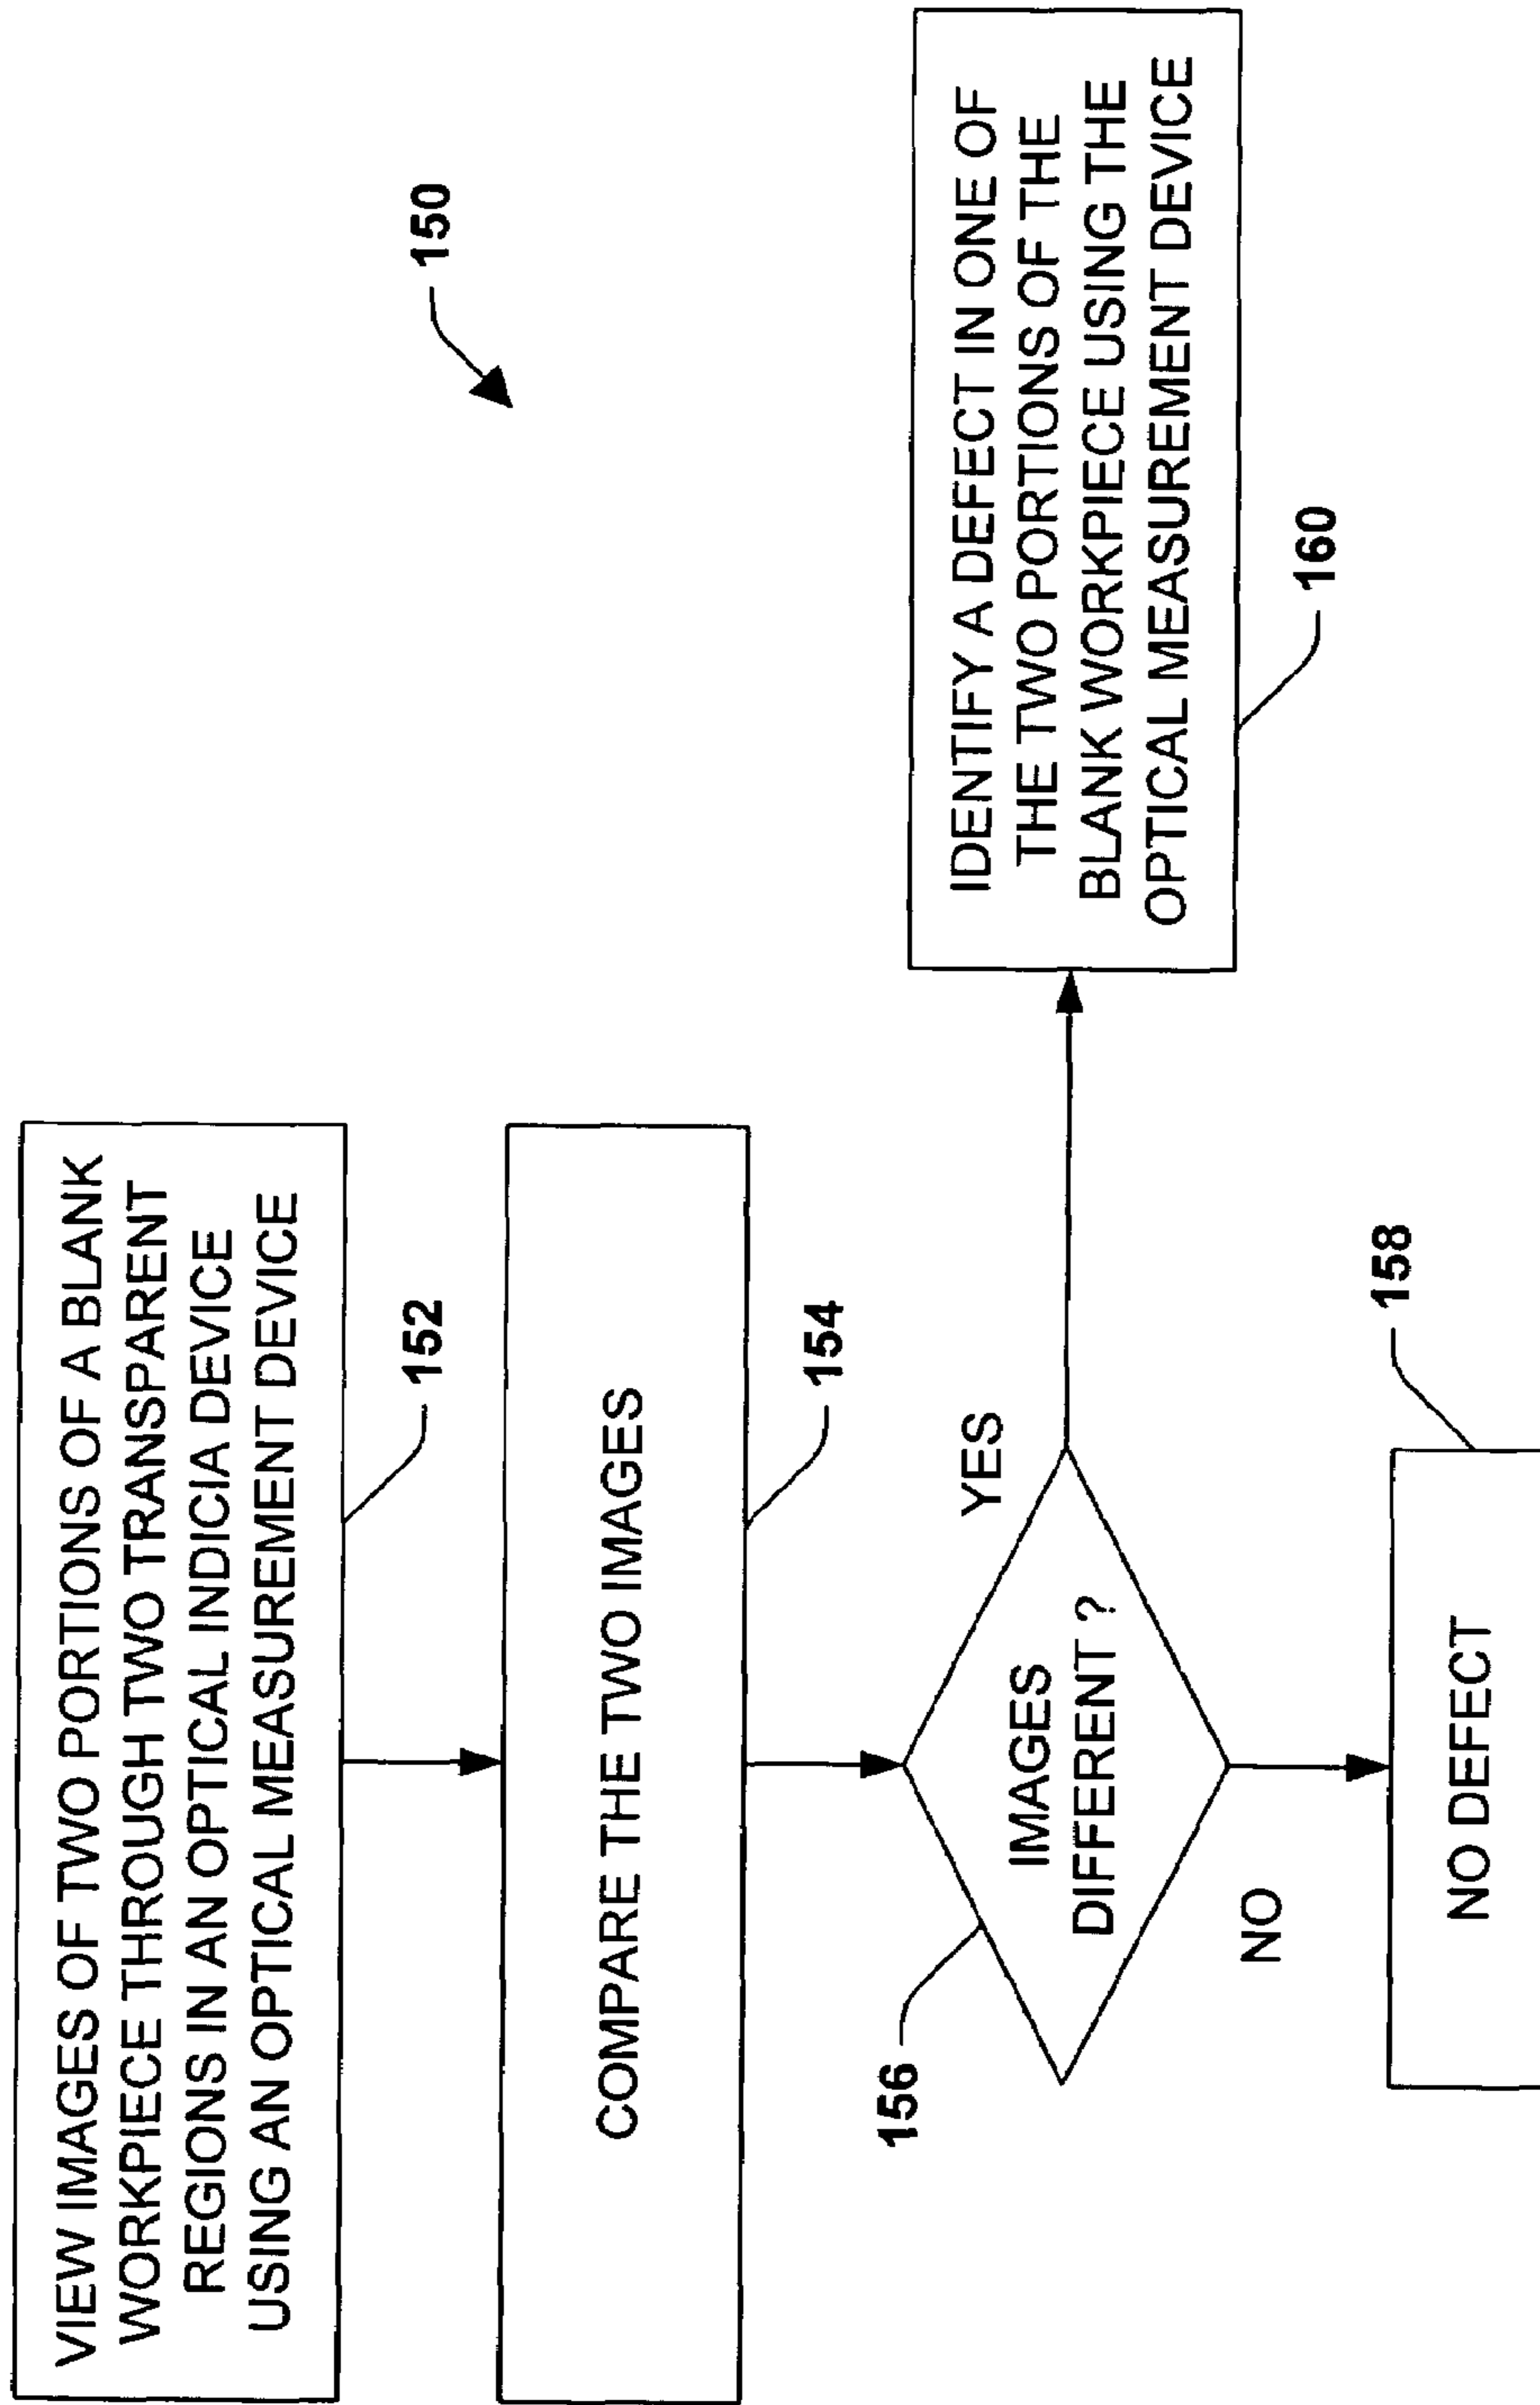 VIEW IMAGES OF TWO PORTIONS OF A BLANK
WORKPIECE THROUGH TWO TRANSPARENT
REGIONS IN AN OPTICAL INDICIA DEVICE
USING AN OPTICAL MEASUREMENT DEVICE
152
150
COMPARE THE TWO IMAGES
154
156
IMAGES
DIFFERENT ?
YES
NO
IDENTIFY A DEFECT IN ONE OF
THE TWO PORTIONS OF THE
BLANK WORKPIECE USING THE
OPTICAL MEASUREMENT DEVICE
160
158
NO DEFECT